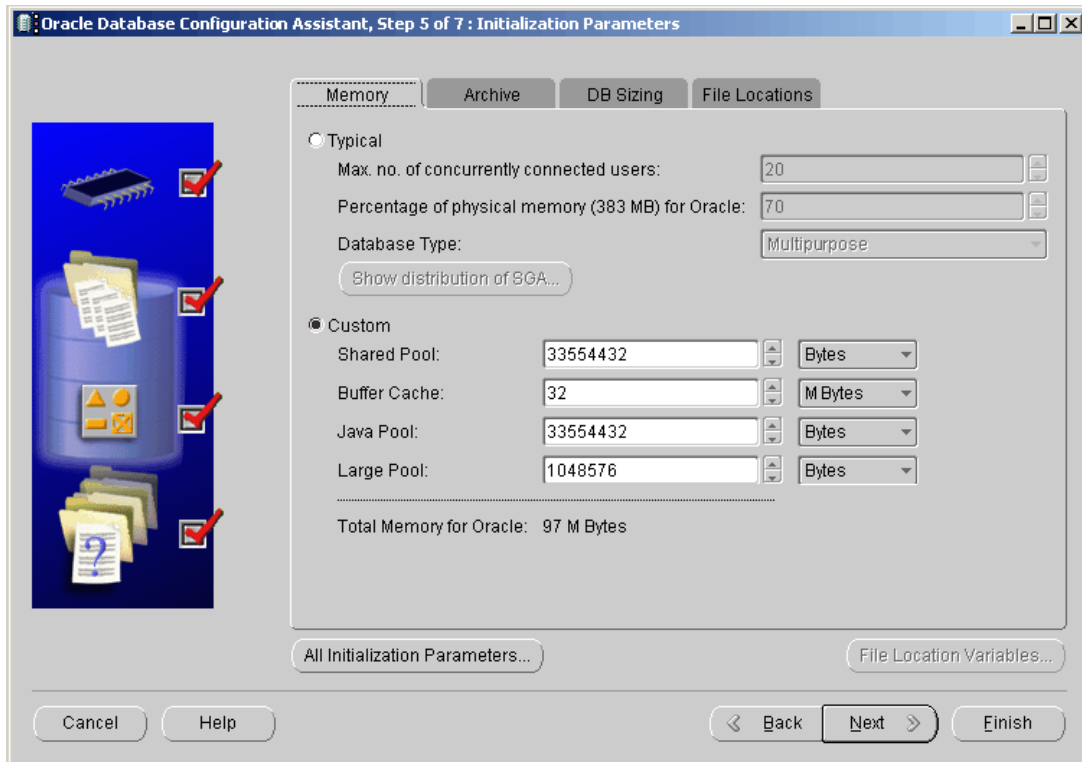 Oracle Database Configuration Assistant, Step 5 of 7 : Initialization Parameters
Memory Archive DB Sizing File Locations
Typical
Max. no. of concurrently connected users: 20
Percentage of physical memory (383 MB) for Oracle: 70
Database Type: Multipurpose
Show distribution of SGA...
Custom
Shared Pool: 33554432 Bytes
Buffer Cache: 32 M Bytes
Java Pool: 33554432 Bytes
Large Pool: 1048576 Bytes
Total Memory for Oracle: 97 M Bytes
?
All Initialization Parameters... File Location Variables...
Cancel Help Back Next Finish